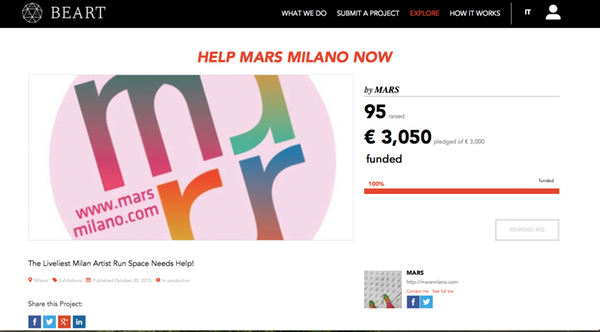 BEART
WHAT WE DO SUBMIT A PROJECT EXPLORE HOW IT WORKS IT
HELP MARS MILANO NOW
mars
www.mars
milano.com
by MARS
95 raised
€ 3,050 pledged of € 3,000
funded
100% funded
REMIND ME
The Liveliest Milan Artist Run Space Needs Help!
Milano Exhibitions Published October 20, 2015 In production
Share this Project:
MARS
http://marsmilano.com
Contact me See full bio